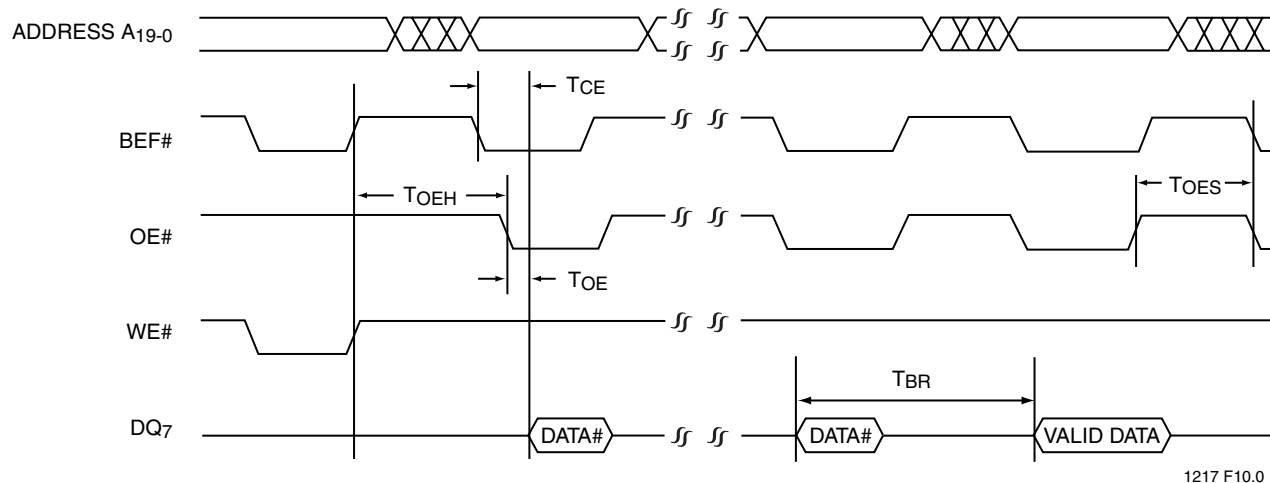 ADDRESS A19-0
TCE
BEF#
TOEH
TOES
OE#
TOE
WE#
TBR
DQ7
DATA#
DATA#
VALID DATA
1217 F10.0